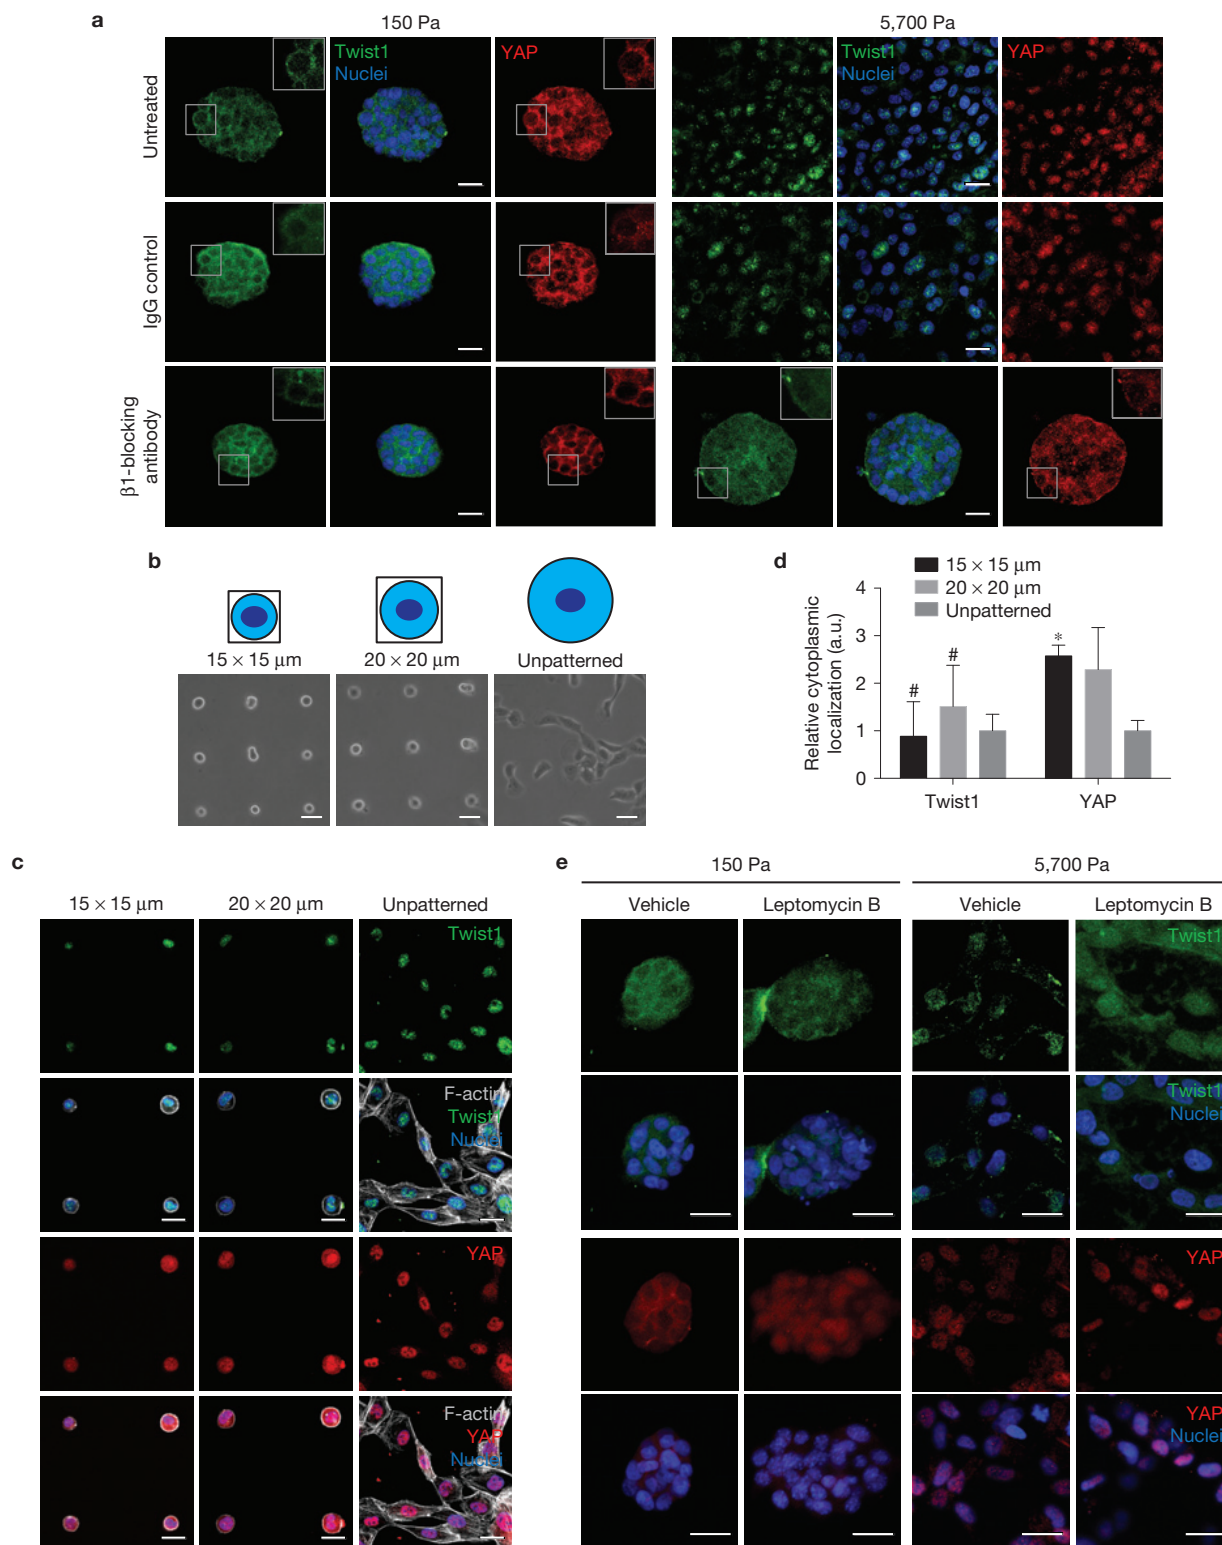 a
150 Pa
5,700 Pa
Untreated
Twist1
Nuclei
YAP
Twist1
Nuclei
YAP
IgG control
β1-blocking
antibody
b
15 × 15 μm
20 × 20 μm
Unpatterned
d
15 × 15 μm
20 × 20 μm
Unpatterned
Relative cytoplasmic
localization (a.u.)
4
3
2
1
0
#
#
*
Twist1
YAP
c
15 × 15 μm
20 × 20 μm
Unpatterned
Twist1
F-actin
Twist1
Nuclei
YAP
F-actin
YAP
Nuclei
e
150 Pa
5,700 Pa
Vehicle
Leptomycin B
Vehicle
Leptomycin B
Twist1
Twist1
Nuclei
YAP
YAP
Nuclei